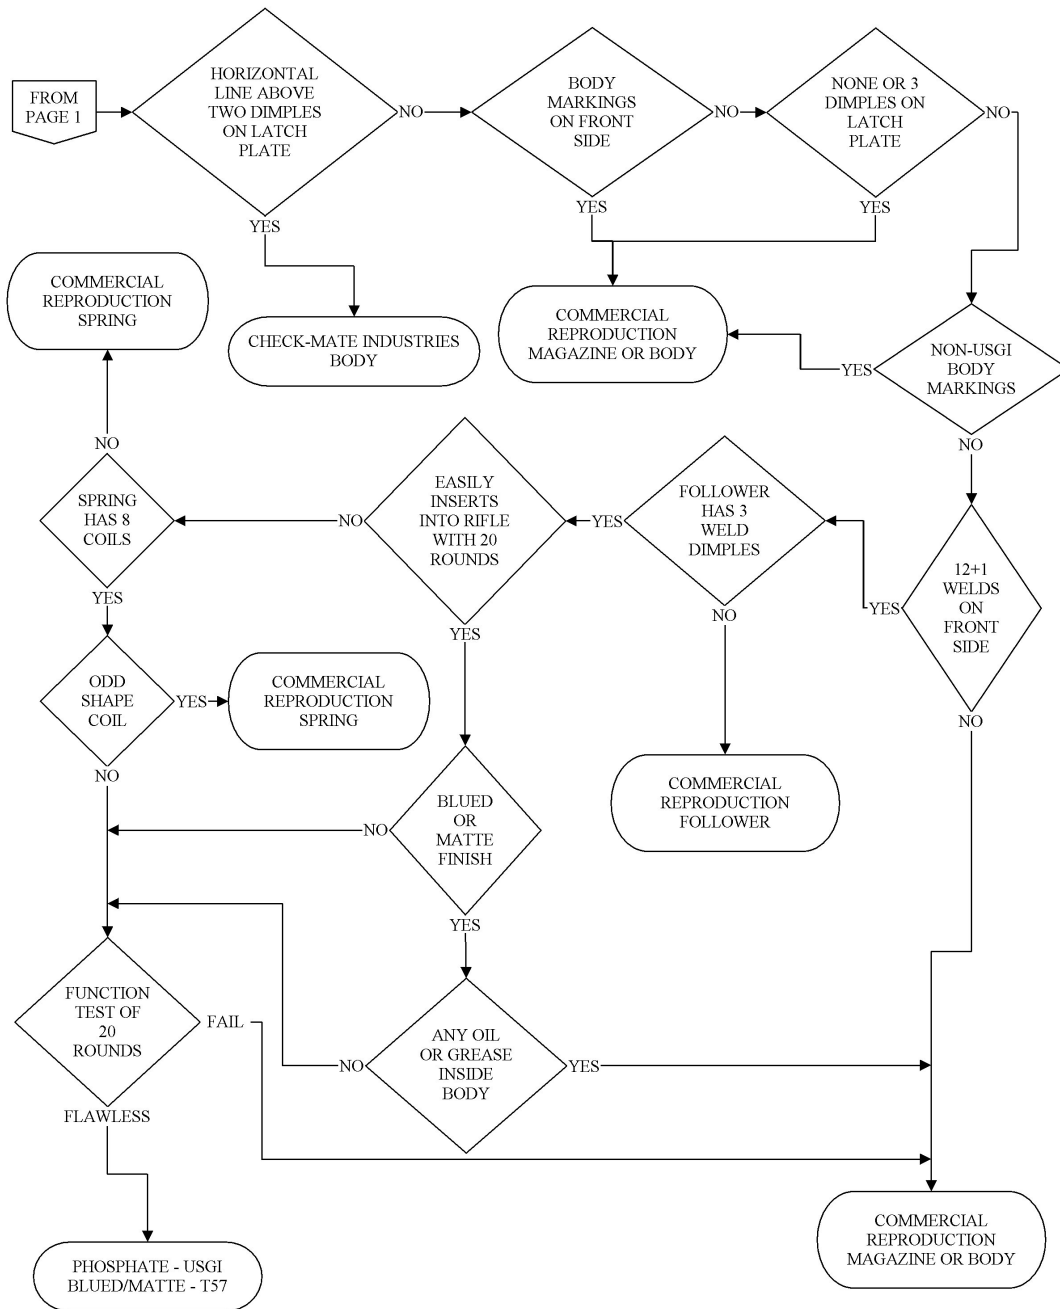 FROM
PAGE 1
HORIZONTAL
LINE ABOVE
TWO DIMPLES
ON LATCH
PLATE
NO
BODY
MARKINGS
ON FRONT
SIDE
NO
NONE OR 3
DIMPLES ON
LATCH
PLATE
NO
YES
YES
YES
COMMERCIAL
REPRODUCTION
SPRING
CHECK-MATE INDUSTRIES
BODY
COMMERCIAL
REPRODUCTION
MAGAZINE OR BODY
YES
NON-USGI
BODY
MARKINGS
NO
NO
SPRING
HAS 8
COILS
NO
EASILY
INSERTS
INTO RIFLE
WITH 20
ROUNDS
YES
FOLLOWER
HAS 3
WELD
DIMPLES
YES
12+1
WELDS
ON
FRONT
SIDE
YES
YES
NO
NO
ODD
SHAPE
COIL
YES
COMMERCIAL
REPRODUCTION
SPRING
NO
COMMERCIAL
REPRODUCTION
FOLLOWER
NO
BLUED
OR
MATTE
FINISH
YES
FUNCTION
TEST OF
20
ROUNDS
FAIL
NO
ANY OIL
OR GREASE
INSIDE
BODY
YES
FLAWLESS
PHOSPHATE - USGI
BLUED/MATTE - T57
COMMERCIAL
REPRODUCTION
MAGAZINE OR BODY